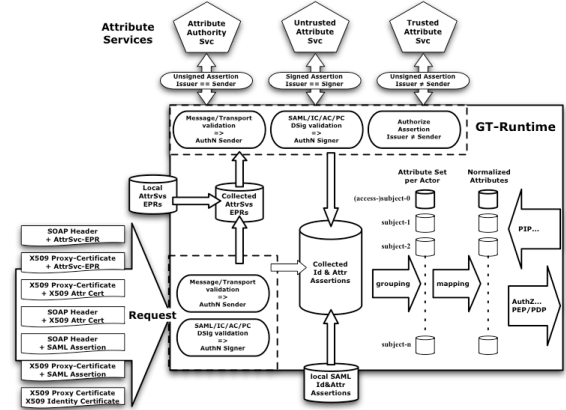 Attribute
Services
Attribute
Authority
Svc
Untrusted
Attribute
Svc
Trusted
Attribute
Svc
Unsigned Assertion
Issuer == Sender
Signed Assertion
Issuer == Signer
Unsigned Assertion
Issuer ≠ Sender
GT-Runtime
Message/Transport
validation
=>
AuthN Sender
SAML/IC/AC/PC
DSig validation
=>
AuthN Signer
Authorize
Assertion
Issuer ≠ Sender
Local
AttrSvs
EPRs
Collected
AttrSvs
EPRs
Attribute Set
per Actor
Normalized
Attributes
(access-)subject-0
subject-1
subject-2
subject-n
PIP...
AuthZ...
PEP/PDP
grouping
mapping
Collected
Id & Attr
Assertions
SOAP Header
+ AttrSvc-EPR
X509 Proxy-Certificate
+ AttrSvc-EPR
X509 Proxy-Certificate
+ X509 Attr Cert
SOAP Header
+ X509 Attr Cert
SOAP Header
+ SAML Assertion
X509 Proxy-Certificate
+ SAML Assertion
X509 Proxy Certificate
X509 Identity Certificate
Request
Message/Transport
validation
=>
AuthN Sender
SAML/IC/AC/PC
DSig validation
=>
AuthN Signer
local SAML
Id&Attr
Assertions